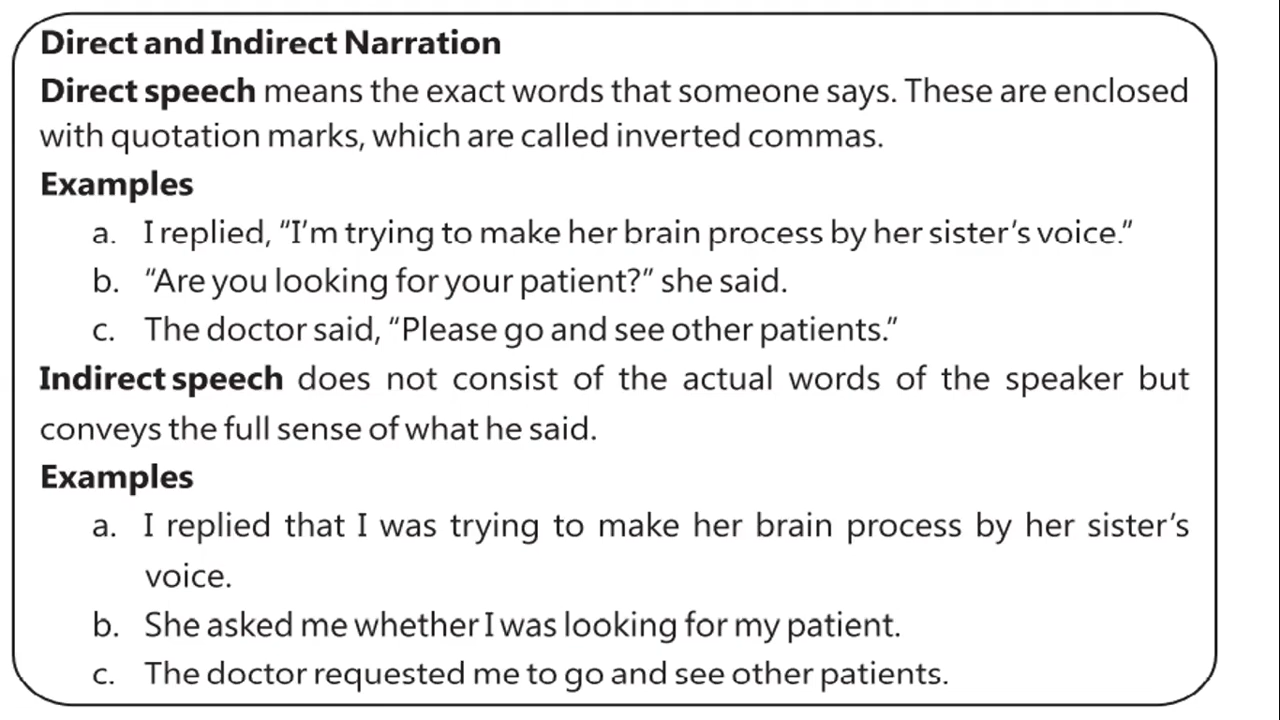 Direct and Indirect Narration
Direct speech means the exact words that someone says. These are enclosed
with quotation marks, which are called inverted commas.
Examples
a. I replied, “I’m trying to make her brain process by her sister’s voice.”
b. “Are you looking for your patient?” she said.
c. The doctor said, “Please go and see other patients.”
Indirect speech does not consist of the actual words of the speaker but
conveys the full sense of what he said.
Examples
a. I replied that I was trying to make her brain process by her sister’s
voice.
b. She asked me whether I was looking for my patient.
c. The doctor requested me to go and see other patients.